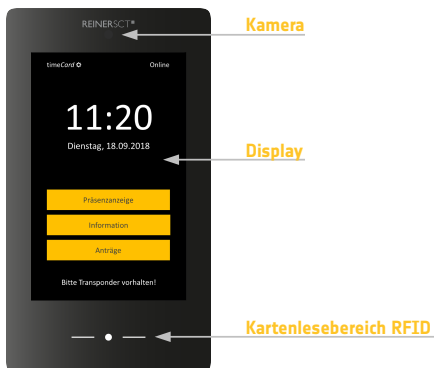 REINERSCT®
Kamera
timeCard Online
11:20
Dienstag, 18.09.2018
Display
Präsenzanzeige
Information
Anträge
Bitte Transponder vorhalten!
Kartenlesebereich RFID